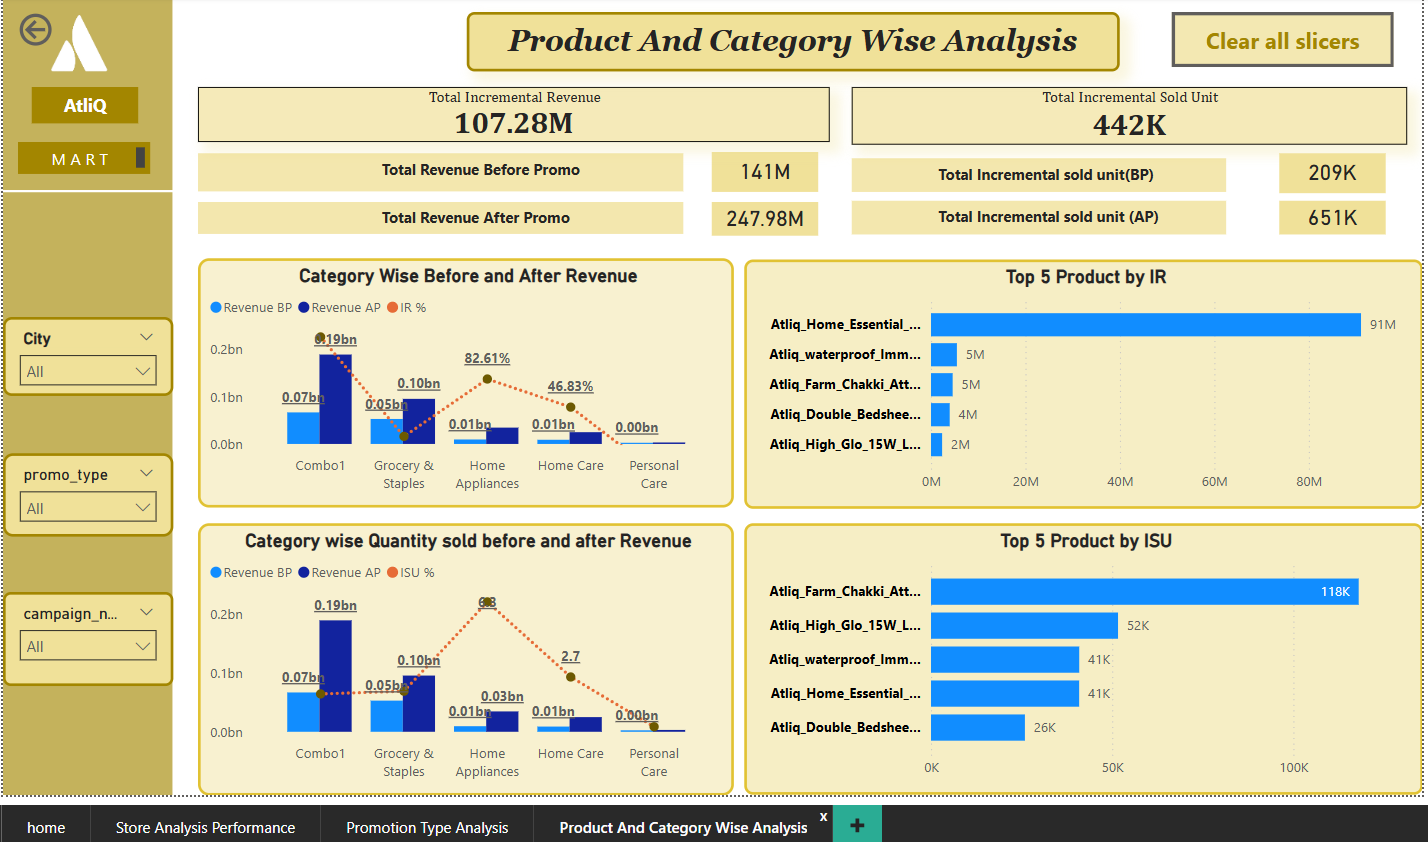 Product And Category Wise Analysis
Clear all slicers
AtliQ
MART
Total Incremental Revenue
107.28M
Total Incremental Sold Unit
442K
Total Revenue Before Promo
141M
Total Incremental sold unit(BP)
209K
Total Revenue After Promo
247.98M
Total Incremental sold unit (AP)
651K
City
All
promo_type
All
campaign_n...
All
Category Wise Before and After Revenue
Revenue BP Revenue AP IR %
0.2bn
0.1bn
0.0bn
0.07bn
0.19bn
0.05bn
0.10bn
82.61%
0.01bn
46.83%
0.01bn
0.00bn
Combo1
Grocery &
Staples
Home
Appliances
Home Care
Personal
Care
Top 5 Product by IR
Atliq_Home_Essential_... 91M
Atliq_waterproof_Imm... 5M
Atliq_Farm_Chakki_Att... 5M
Atliq_Double_Bedshee... 4M
Atliq_High_Glo_15W_L... 2M
0M 20M 40M 60M 80M
Category wise Quantity sold before and after Revenue
Revenue BP Revenue AP ISU %
0.2bn
0.1bn
0.0bn
0.07bn
0.19bn
0.05bn
0.10bn
6.3
0.01bn
0.03bn
2.7
0.01bn
0.00bn
Combo1
Grocery &
Staples
Home
Appliances
Home Care
Personal
Care
Top 5 Product by ISU
Atliq_Farm_Chakki_Att... 118K
Atliq_High_Glo_15W_L... 52K
Atliq_waterproof_Imm... 41K
Atliq_Home_Essential_... 41K
Atliq_Double_Bedshee... 26K
0K 50K 100K
home Store Analysis Performance Promotion Type Analysis Product And Category Wise Analysis x +